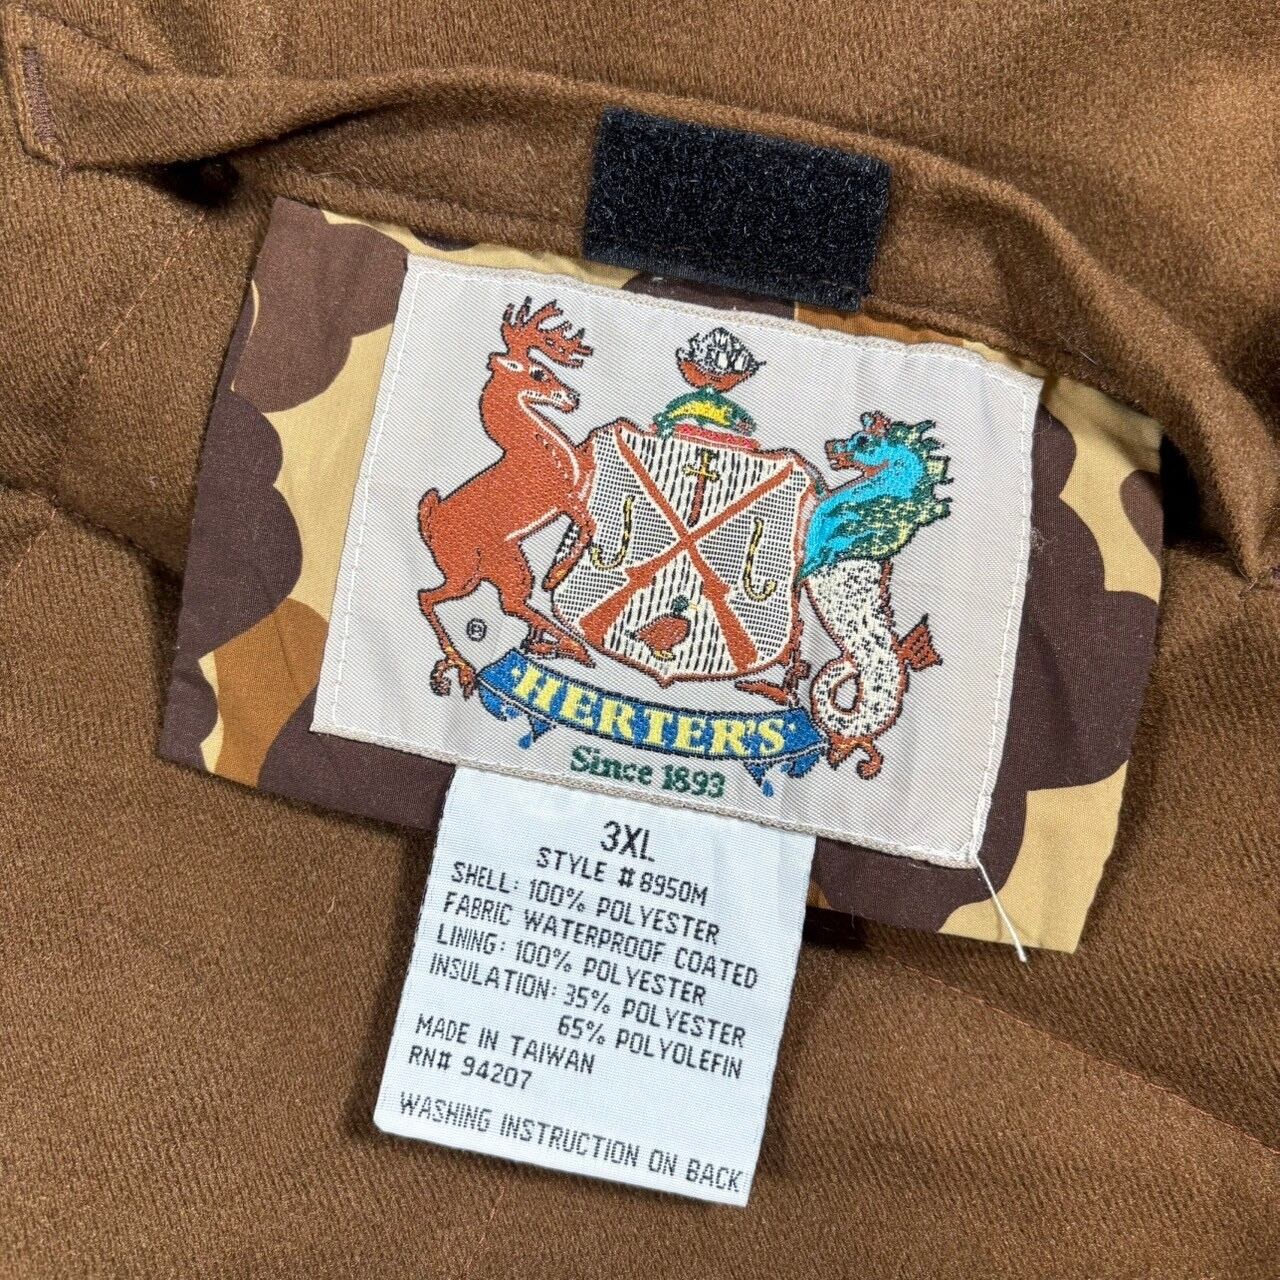 ®
HERTER'S
Since 1893
3XL
STYLE # 8950M
SHELL: 100% POLYESTER
FABRIC WATERPROOF COATED
LINING: 100% POLYESTER
INSULATION: 35% POLYESTER
65% POLYOLEFIN
MADE IN TAIWAN
RN# 94207
WASHING INSTRUCTION ON BACK